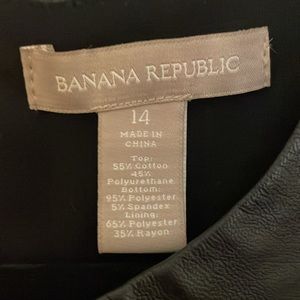 BANANA REPUBLIC
14
MADE IN
CHINA
Top:
55% Cotton
45%
Polyurethane
Bottom:
95% Polyester
5% Spandex
Lining:
65% Polyester
35% Rayon